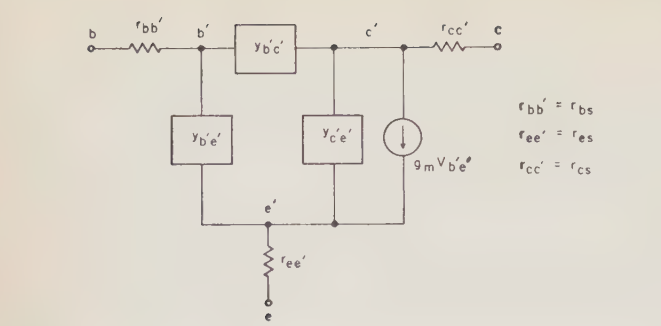 b
r_bb'
b'
y_b'c'
c'
r_cc'
c
y_b'e'
y_c'e'
g_m V_b'e'
r_bb' = r_bs
r_ee' = r_es
r_cc' = r_cs
e'
r_ee'
e